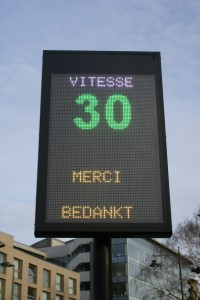 VITESSE
30
MERCI
BEDANKT